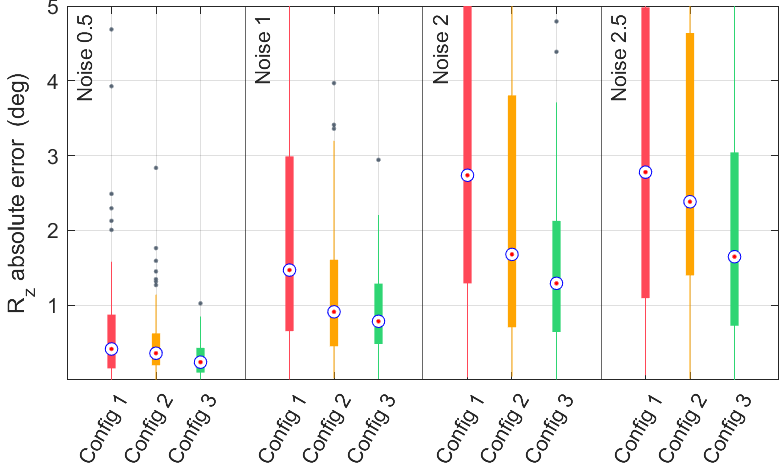 5
4
3
2
1
R_z absolute error (deg)
Noise 0.5
Noise 1
Noise 2
Noise 2.5
Config 1
Config 2
Config 3
Config 1
Config 2
Config 3
Config 1
Config 2
Config 3
Config 1
Config 2
Config 3